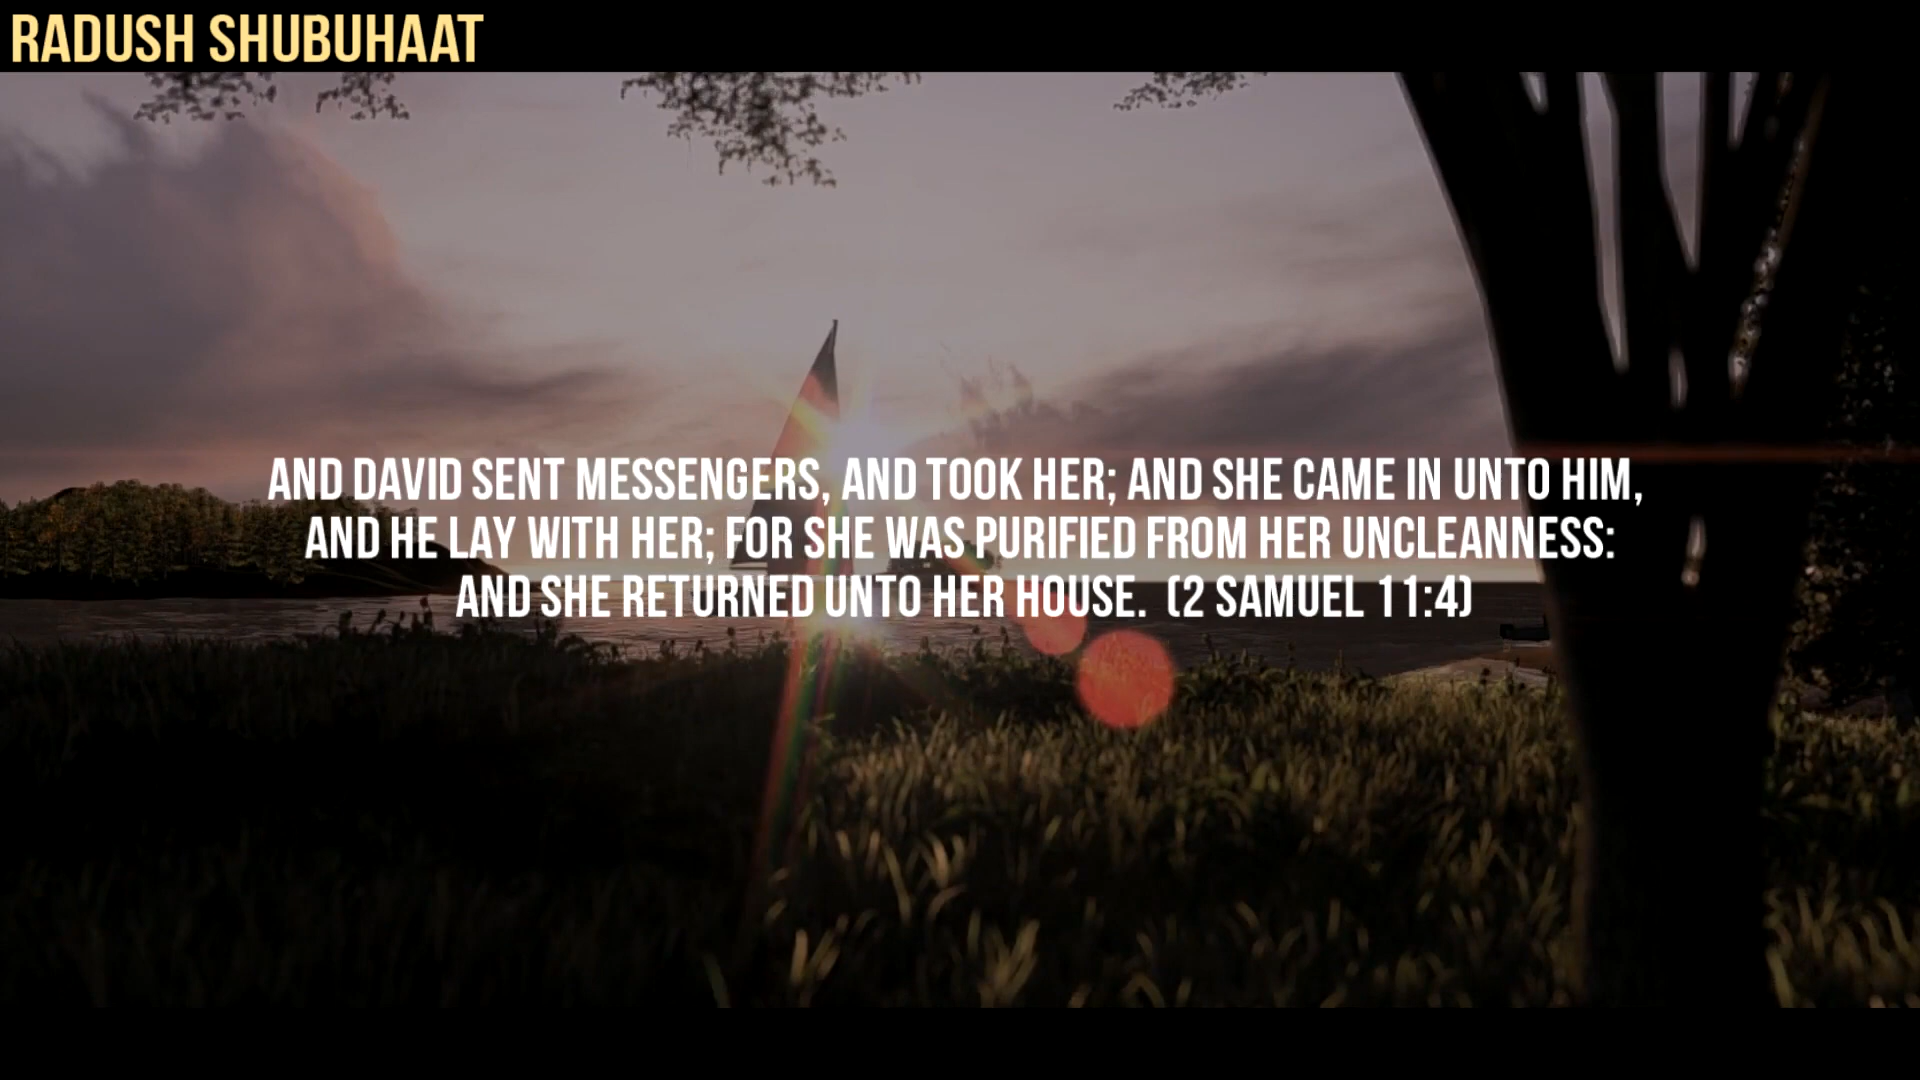 RADUSH SHUBUHAAT
AND DAVID SENT MESSENGERS, AND TOOK HER; AND SHE CAME IN UNTO HIM,
AND HE LAY WITH HER; FOR SHE WAS PURIFIED FROM HER UNCLEANNESS:
AND SHE RETURNED UNTO HER HOUSE. (2 SAMUEL 11:4)